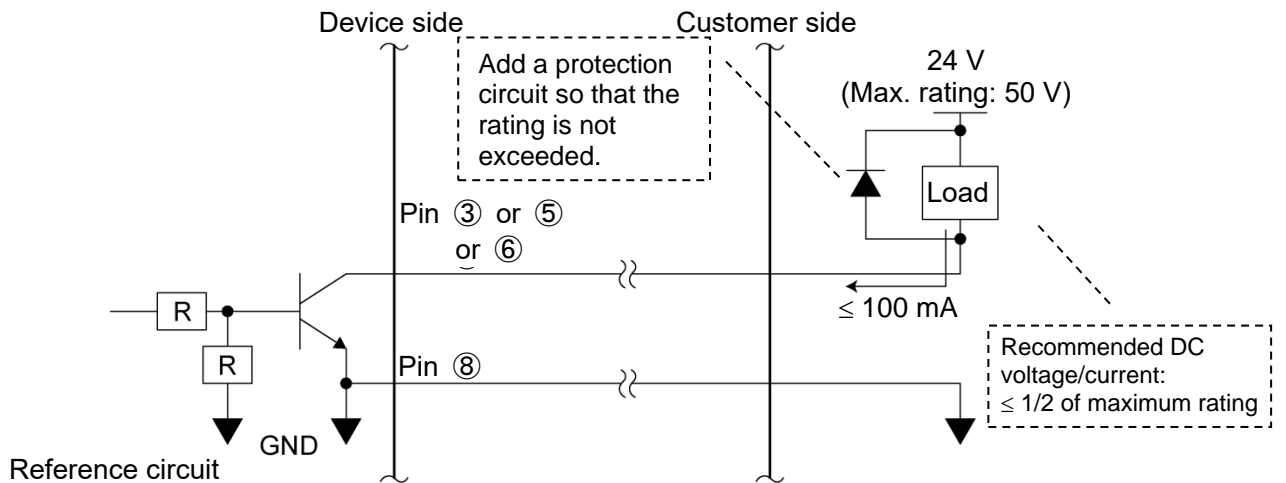 Device side
Customer side
Add a protection
circuit so that the
rating is not
exceeded.
24 V
(Max. rating: 50 V)
Load
Pin ③ or ⑤
or ⑥
≤ 100 mA
R
R
Pin ⑧
Recommended DC
voltage/current:
≤ 1/2 of maximum rating
GND
Reference circuit